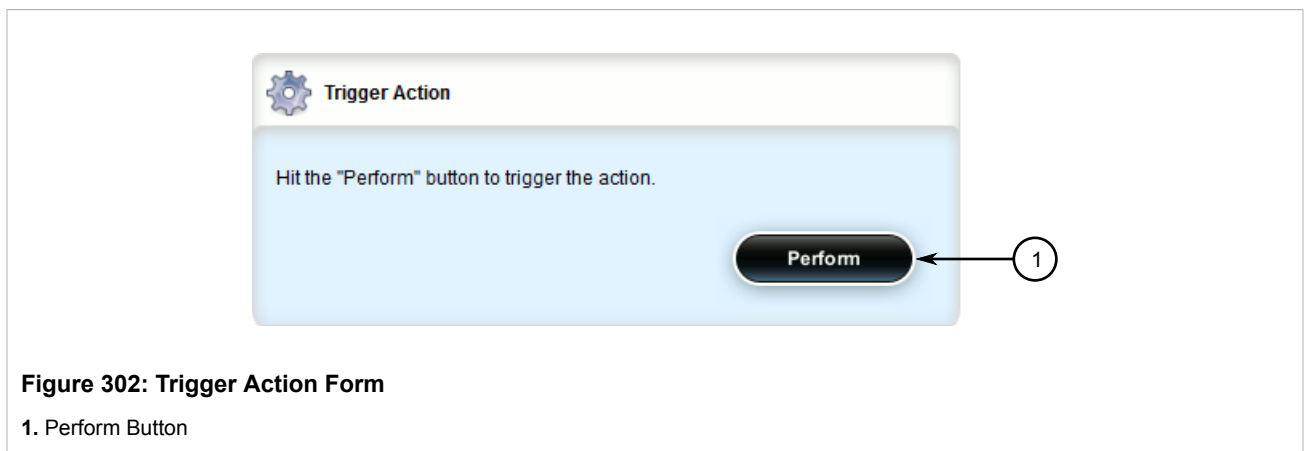 Trigger Action
Hit the "Perform" button to trigger the action.
Perform
1
Figure 302: Trigger Action Form
1. Perform Button